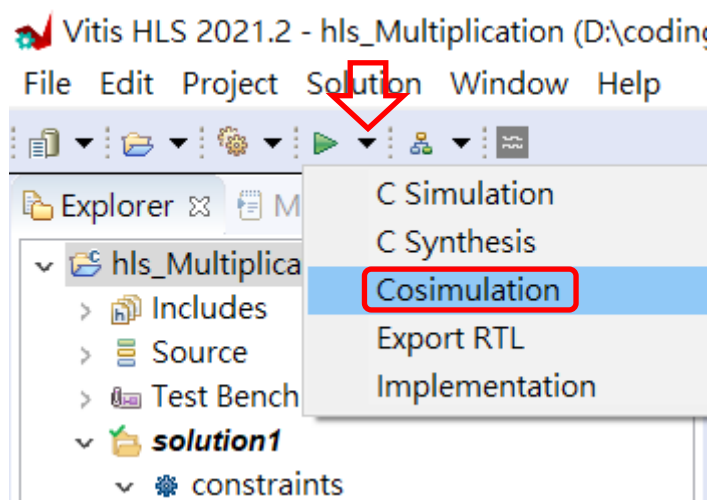 Vitis HLS 2021.2 - hls_Multiplication (D:\coding
File Edit Project Solution Window Help
Explorer M
C Simulation
C Synthesis
Cosimulation
Export RTL
Implementation
hls_Multiplica
Includes
Source
Test Bench
solution1
constraints